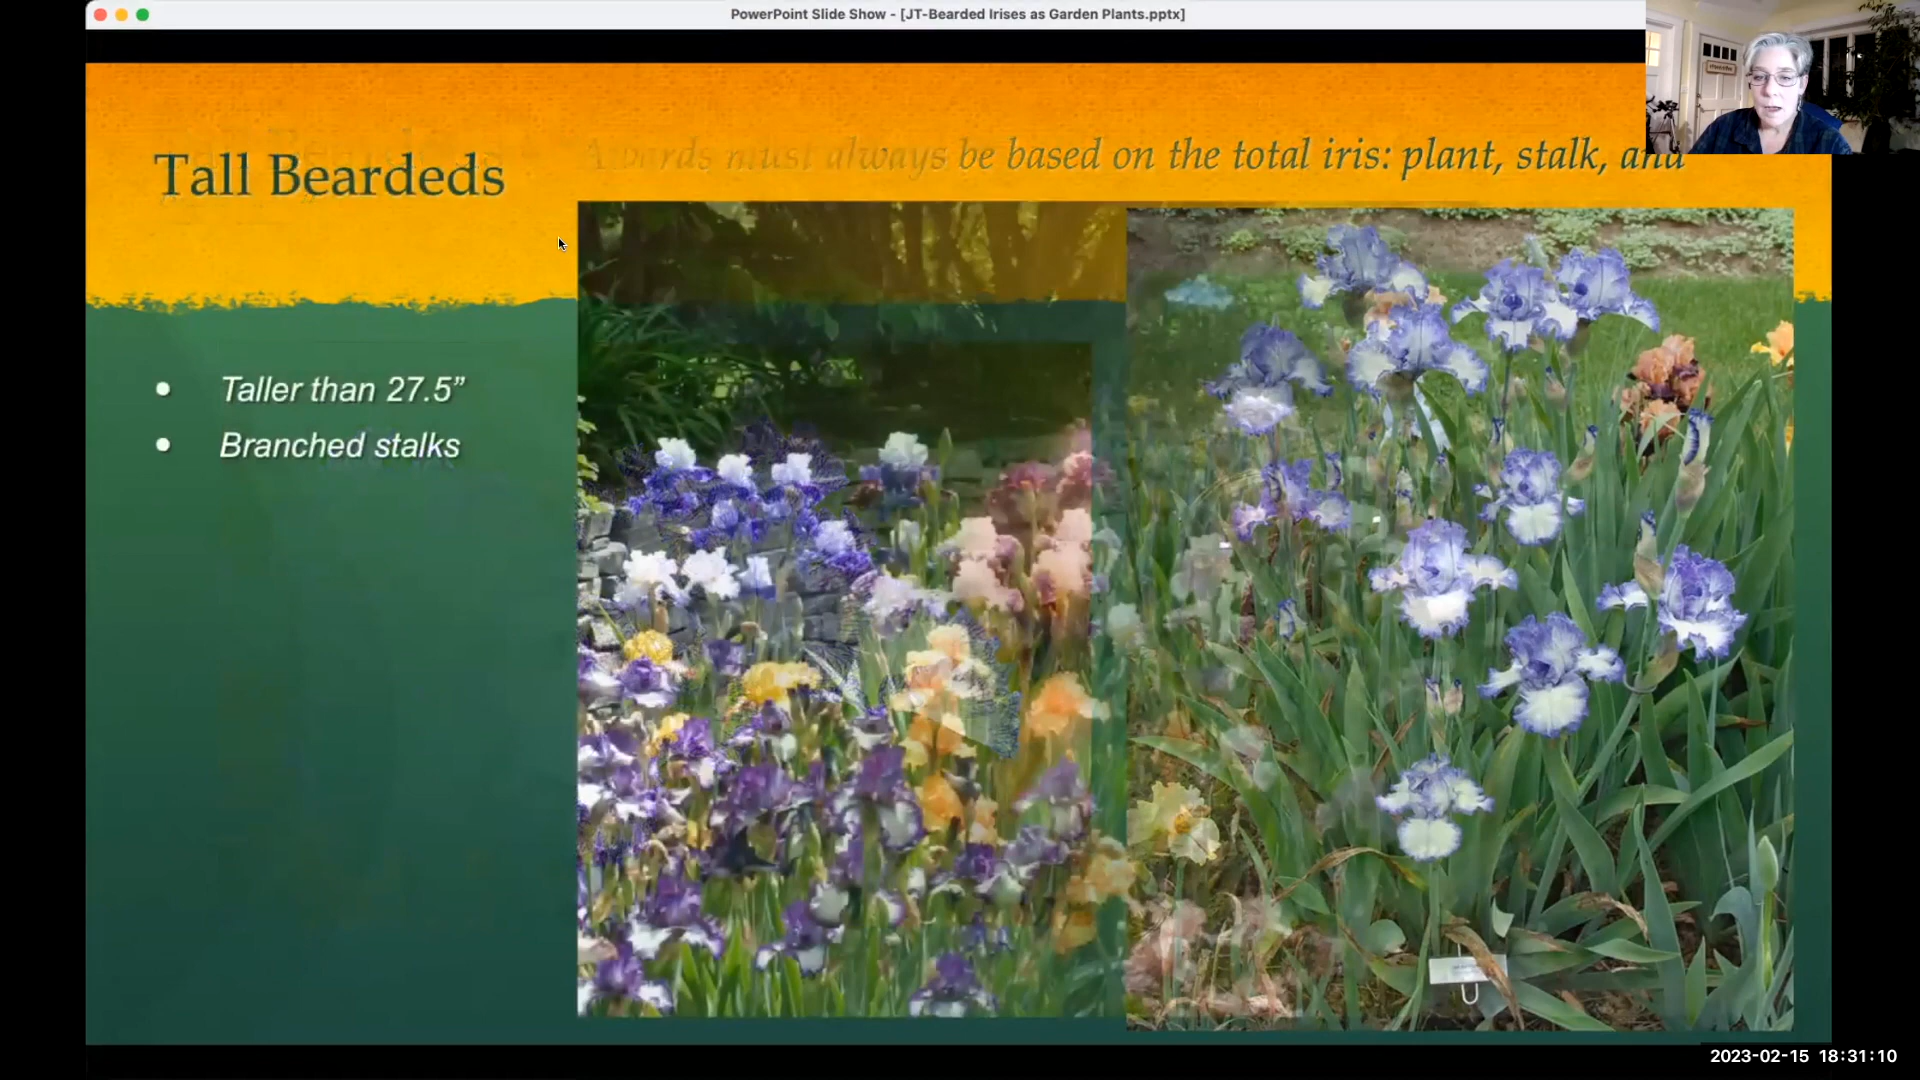 PowerPoint Slide Show - [JT-Bearded Irises as Garden Plants.pptx]
Awards must always be based on the total iris: plant, stalk, and
Tall Beardeds
• Taller than 27.5”
• Branched stalks
2023-02-15 18:31:10